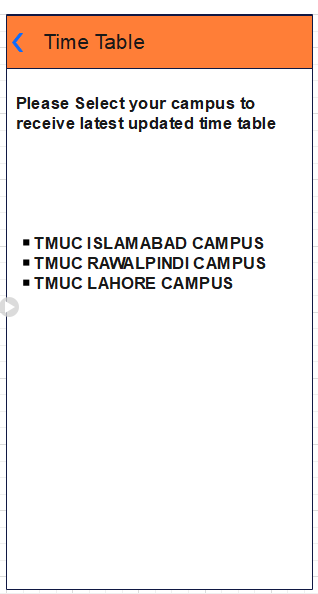 Time Table
Please Select your campus to
receive latest updated time table
▪ TMUC ISLAMABAD CAMPUS
▪ TMUC RAWALPINDI CAMPUS
▪ TMUC LAHORE CAMPUS